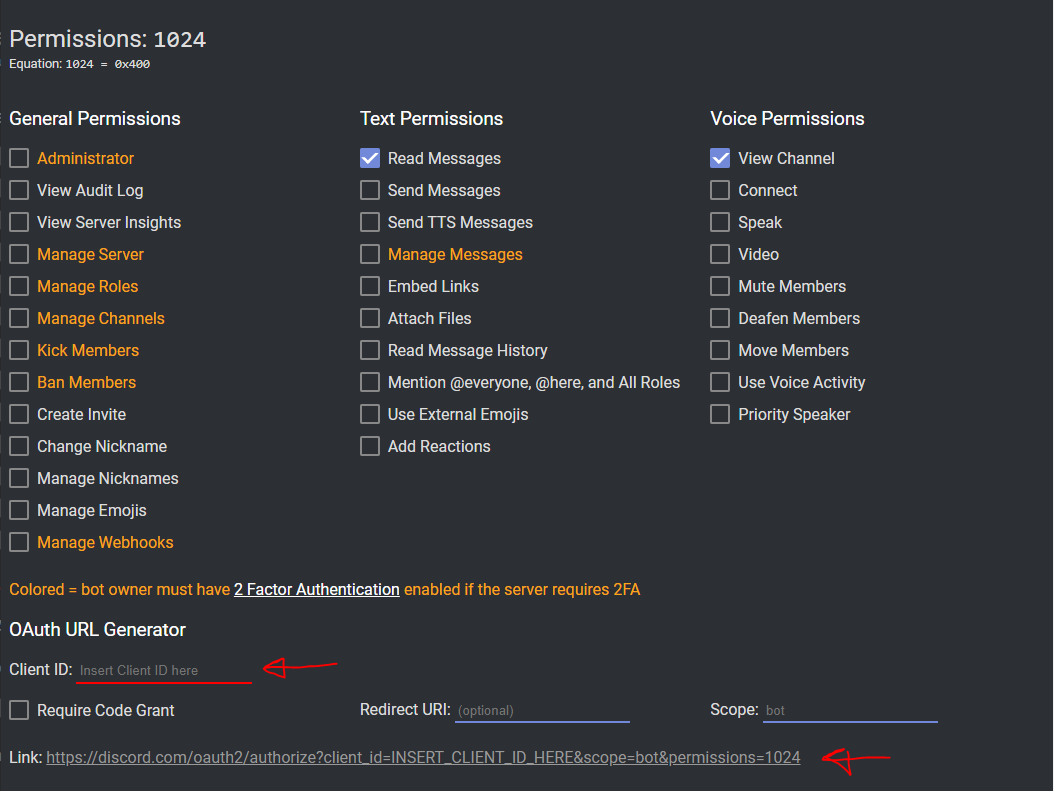 Permissions: 1024
Equation: 1024 = 0x400
General Permissions
Administrator
View Audit Log
View Server Insights
Manage Server
Manage Roles
Manage Channels
Kick Members
Ban Members
Create Invite
Change Nickname
Manage Nicknames
Manage Emojis
Manage Webhooks
Text Permissions
Read Messages
Send Messages
Send TTS Messages
Manage Messages
Embed Links
Attach Files
Read Message History
Mention @everyone, @here, and All Roles
Use External Emojis
Add Reactions
Voice Permissions
View Channel
Connect
Speak
Video
Mute Members
Deafen Members
Move Members
Use Voice Activity
Priority Speaker
Colored = bot owner must have 2 Factor Authentication enabled if the server requires 2FA
OAuth URL Generator
Client ID: Insert Client ID here
Require Code Grant
Redirect URI: (optional)
Scope: bot
Link: https://discord.com/oauth2/authorize?client_id=INSERT_CLIENT_ID_HERE&scope=bot&permissions=1024